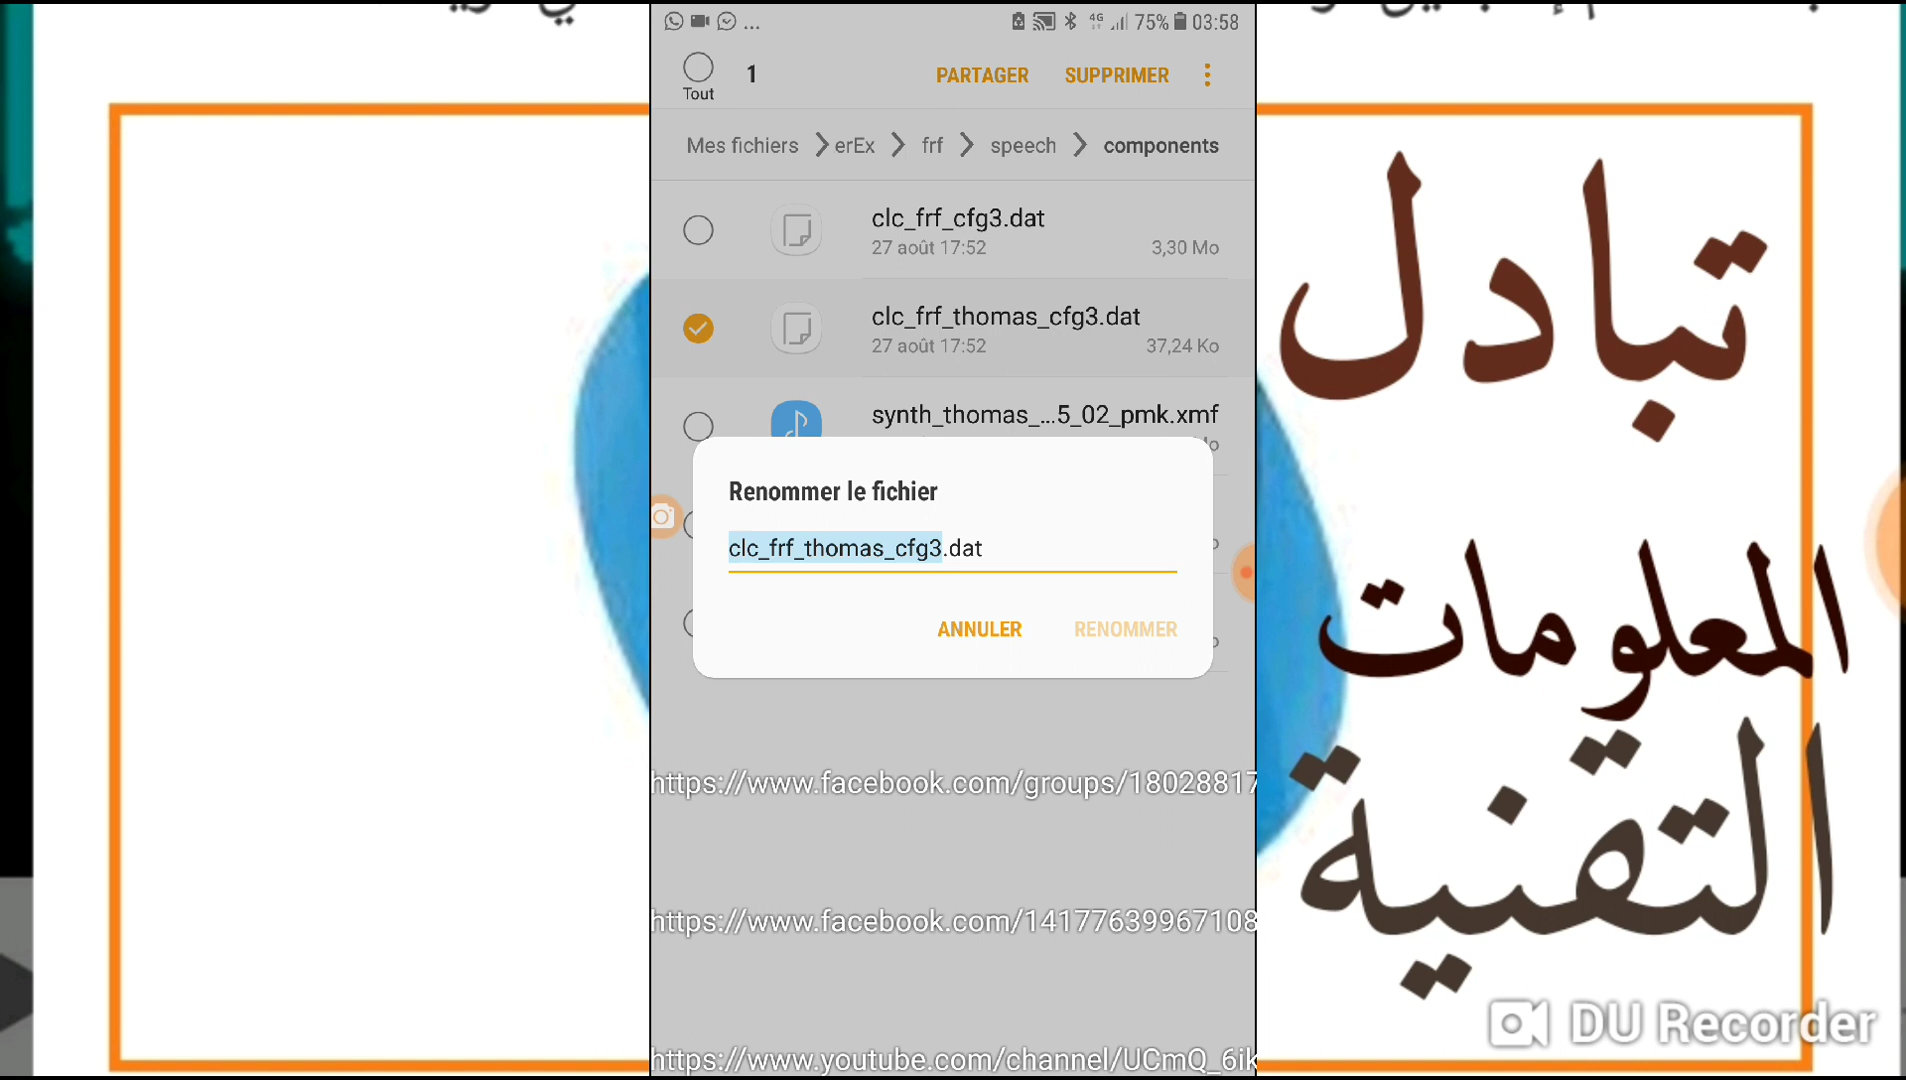 ... 4G 75% 03:58
Tout 1 PARTAGER SUPPRIMER
Mes fichiers erEx frf speech components
clc_frf_cfg3.dat
27 août 17:52 3,30 Mo
clc_frf_thomas_cfg3.dat
27 août 17:52 37,24 Ko
synth_thomas_...5_02_pmk.xmf
Renommer le fichier
clc_frf_thomas_cfg3.dat
ANNULER RENOMMER
https://www.facebook.com/groups/18028817
https://www.facebook.com/14177639967108
https://www.youtube.com/channel/UCmQ_6ik
تبادل
المعلومات
التقنية
DU Recorder